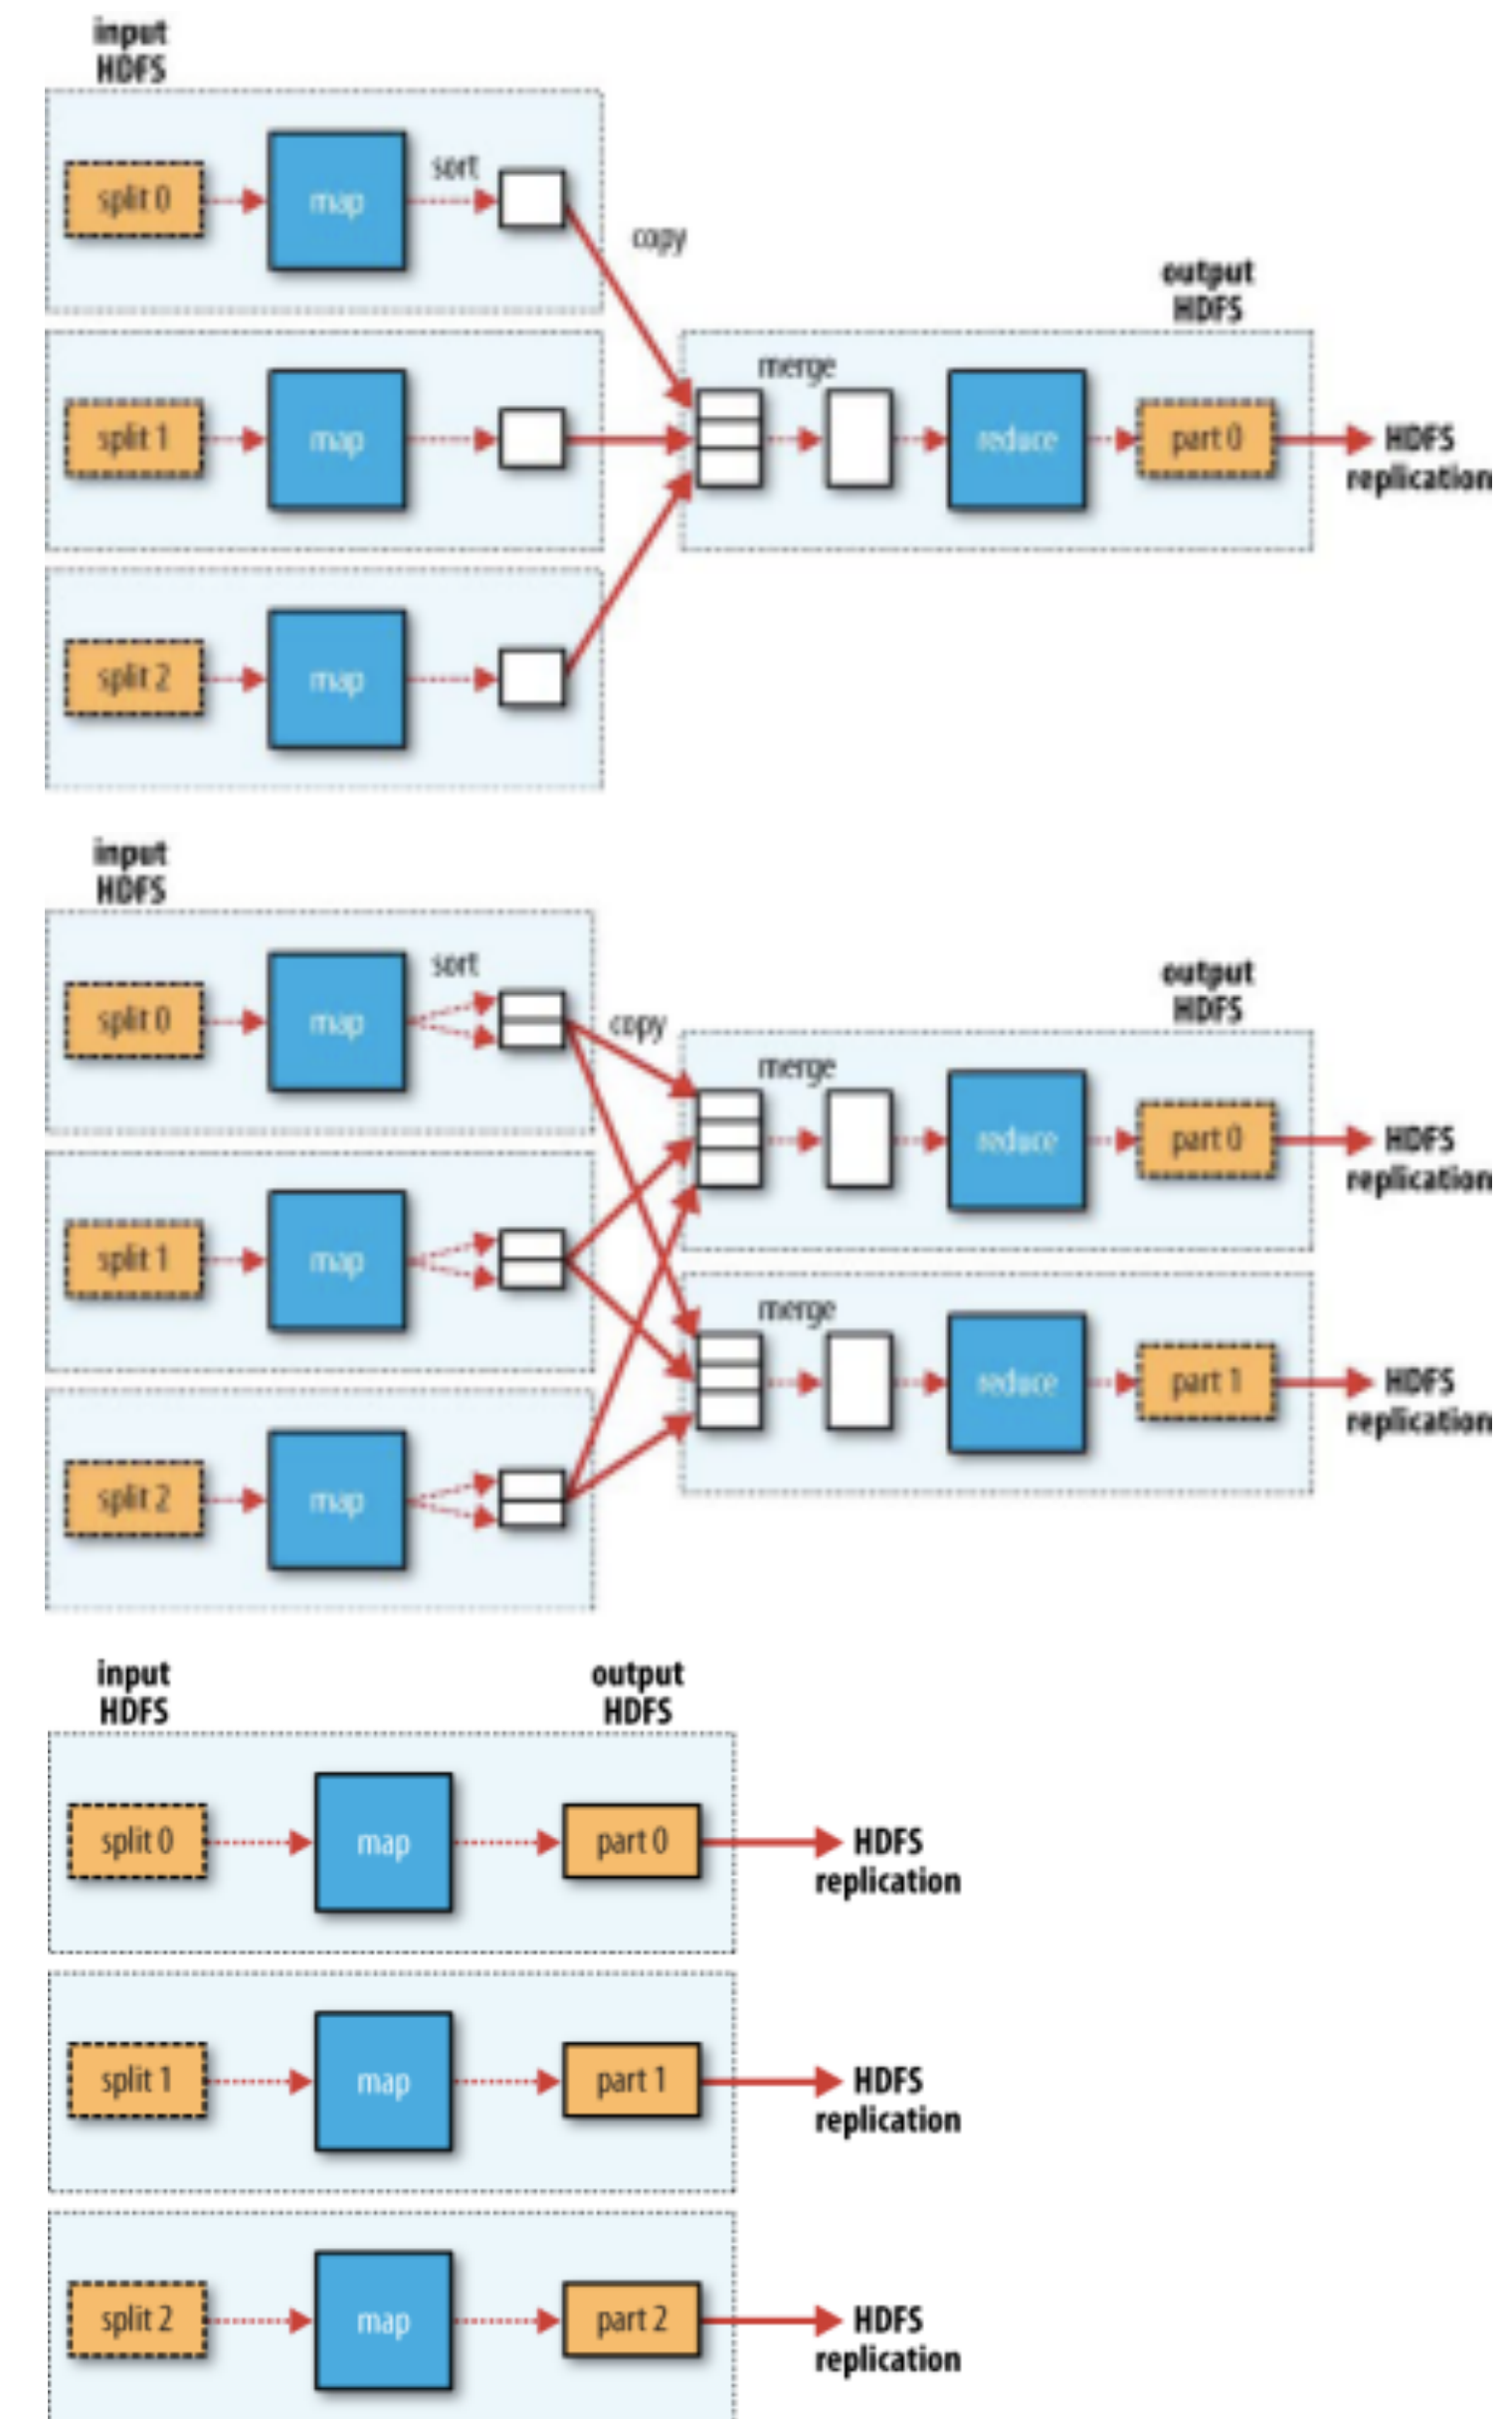 input
HDFS
split 0
map
sort
copy
split 1
map
split 2
map
output
HDFS
merge
reduce
part 0
HDFS
replication
input
HDFS
split 0
map
sort
copy
split 1
map
split 2
map
output
HDFS
merge
reduce
part 0
HDFS
replication
merge
reduce
part 1
HDFS
replication
input
HDFS
output
HDFS
split 0
map
part 0
HDFS
replication
split 1
map
part 1
HDFS
replication
split 2
map
part 2
HDFS
replication